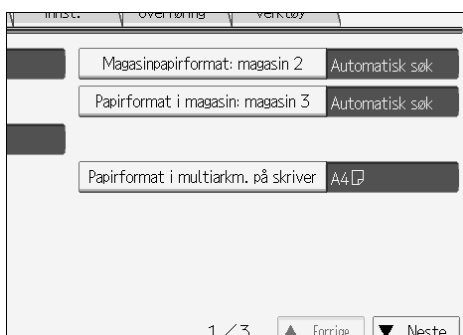 innst. overføring verktøy
Magasinpapirformat: magasin 2 Automatisk søk
Papirformat i magasin: magasin 3 Automatisk søk
Papirformat i multiarkm. på skriver A4
1/3 ▲ Forrige ▼ Neste